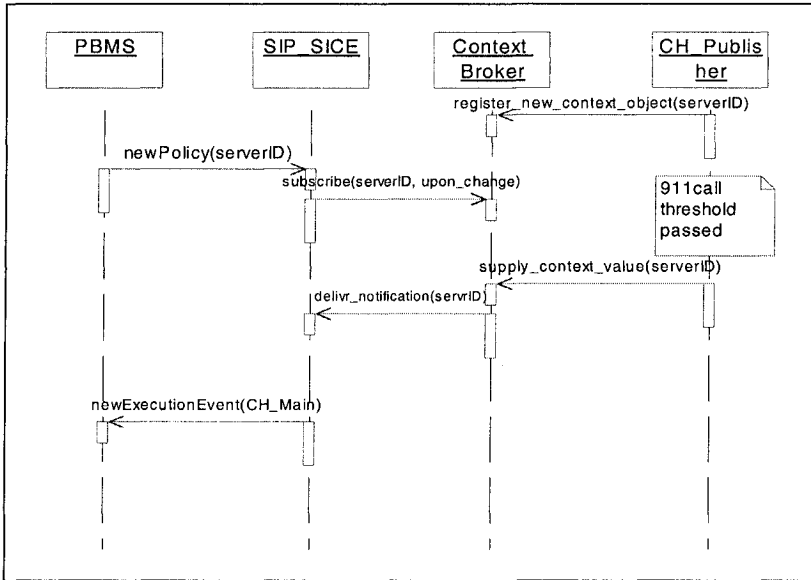 PBMS
SIP_SICE
Context
Broker
CH_Publis
her
register_new_context_object(serverID)
newPolicy(serverID)
subscribe(serverID, upon_change)
911call
threshold
passed
supply_context_value(serverID)
delivr_notification(servrID)
newExecutionEvent(CH_Main)